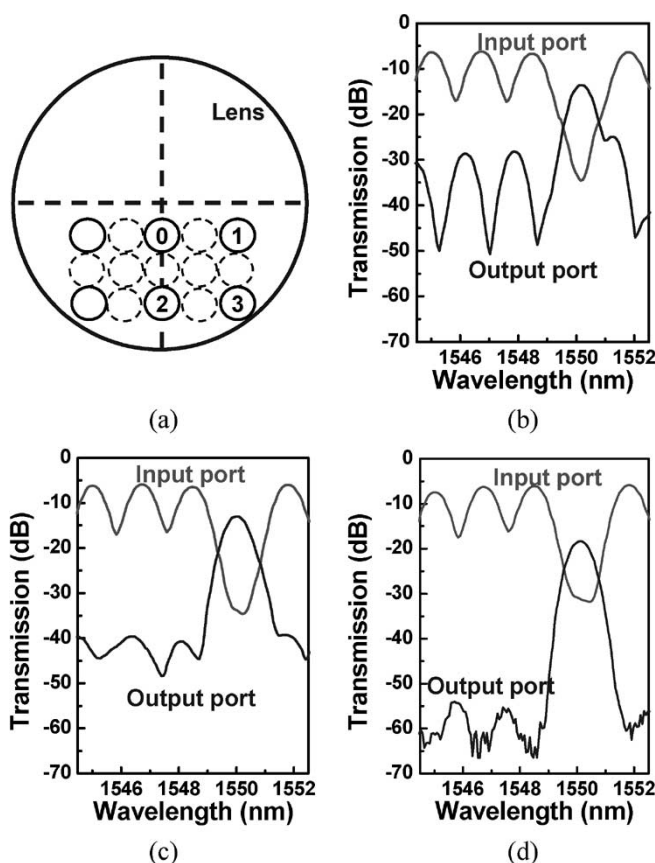 Lens
0 1
2 3
(a)
0
-10
-20
-30
-40
-50
-60
-70
Transmission (dB)
Input port
Output port
1546 1548 1550 1552
Wavelength (nm)
(b)
0
-10
-20
-30
-40
-50
-60
-70
Transmission (dB)
Input port
Output port
1546 1548 1550 1552
Wavelength (nm)
(c)
0
-10
-20
-30
-40
-50
-60
-70
Transmission (dB)
Input port
Output port
1546 1548 1550 1552
Wavelength (nm)
(d)